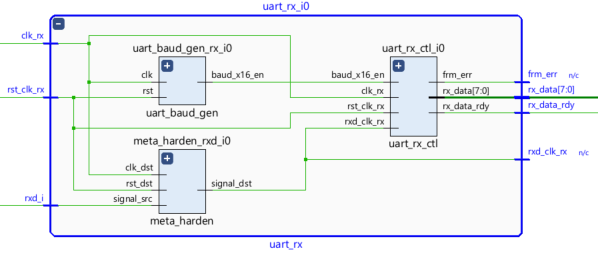 uart_rx_i0
clk_rx
uart_baud_gen_rx_i0
uart_rx_ctl_i0
clk
baud_x16_en
baud_x16_en
frm_err
frm_err n/c
rst_clk_rx
rst
clk_rx
rx_data[7:0]
rx_data[7:0]
uart_baud_gen
rst_clk_rx
rx_data_rdy
rx_data_rdy
rxd_clk_rx
meta_harden_rxd_i0
uart_rx_ctl
rxd_clk_rx n/c
clk_dst
rst_dst
signal_dst
rxd_i
signal_src
meta_harden
uart_rx